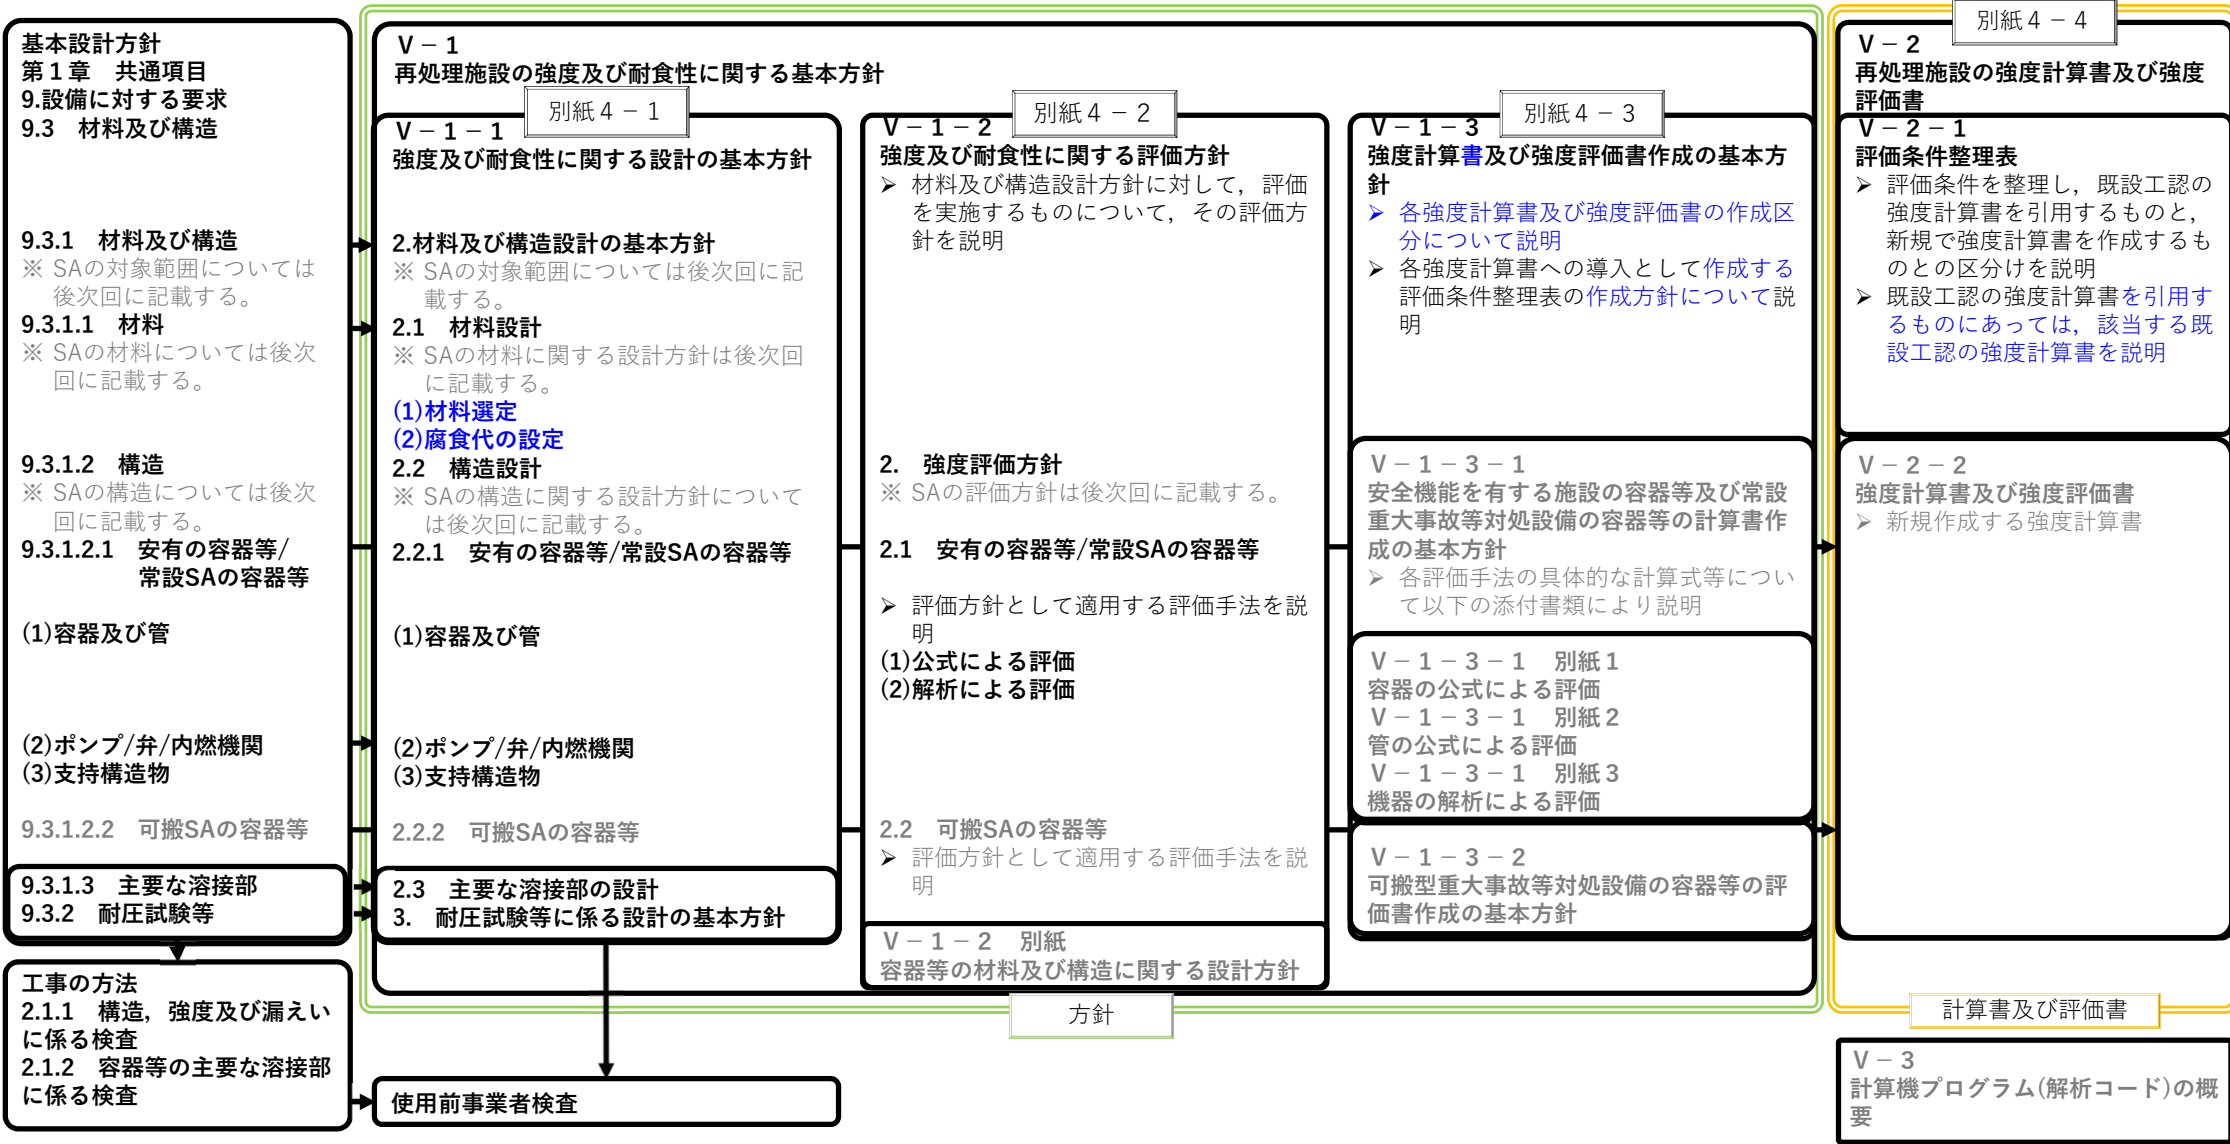 基本設計方針
第１章　共通項目
9.設備に対する要求
9.3　材料及び構造
9.3.1　材料及び構造
※ SAの対象範囲については
後次回に記載する。
9.3.1.1　材料
※ SAの材料については後次
回に記載する。
9.3.1.2　構造
※ SAの構造については後次
回に記載する。
9.3.1.2.1　安有の容器等/
常設SAの容器等
(1)容器及び管
(2)ポンプ/弁/内燃機関
(3)支持構造物
9.3.1.2.2　可搬SAの容器等
9.3.1.3　主要な溶接部
9.3.2　耐圧試験等
工事の方法
2.1.1　構造，強度及び漏えい
に係る検査
2.1.2　容器等の主要な溶接部
に係る検査
Ⅴ－１
再処理施設の強度及び耐食性に関する基本方針
別紙４－１
Ⅴ－１－１
強度及び耐食性に関する設計の基本方針
2.材料及び構造設計の基本方針
※ SAの対象範囲については後次回に記
載する。
2.1　材料設計
※ SAの材料に関する設計方針は後次回
に記載する。
(1)材料選定
(2)腐食代の設定
2.2　構造設計
※ SAの構造に関する設計方針について
は後次回に記載する。
2.2.1　安有の容器等/常設SAの容器等
(1)容器及び管
(2)ポンプ/弁/内燃機関
(3)支持構造物
2.2.2　可搬SAの容器等
2.3　主要な溶接部の設計
3.　耐圧試験等に係る設計の基本方針
使用前事業者検査
別紙４－２
Ⅴ－１－２
強度及び耐食性に関する評価方針
➢ 材料及び構造設計方針に対して，評価
を実施するものについて，その評価方
針を説明
2.　強度評価方針
※ SAの評価方針は後次回に記載する。
2.1　安有の容器等/常設SAの容器等
➢ 評価方針として適用する評価手法を説
明
(1)公式による評価
(2)解析による評価
2.2　可搬SAの容器等
➢ 評価方針として適用する評価手法を説
明
Ⅴ－１－２　別紙
容器等の材料及び構造に関する設計方針
方針
別紙４－３
Ⅴ－１－３
強度計算書及び強度評価書作成の基本方
針
➢ 各強度計算書及び強度評価書の作成区
分について説明
➢ 各強度計算書への導入として作成する
評価条件整理表の作成方針について説
明
Ⅴ－１－３－１
安全機能を有する施設の容器等及び常設
重大事故等対処設備の容器等の計算書作
成の基本方針
➢ 各評価手法の具体的な計算式等につい
て以下の添付書類により説明
Ⅴ－１－３－１　別紙１
容器の公式による評価
Ⅴ－１－３－１　別紙２
管の公式による評価
Ⅴ－１－３－１　別紙３
機器の解析による評価
Ⅴ－１－３－２
可搬型重大事故等対処設備の容器等の評
価書作成の基本方針
別紙４－４
Ⅴ－２
再処理施設の強度計算書及び強度
評価書
Ⅴ－２－１
評価条件整理表
➢ 評価条件を整理し，既設工認の
強度計算書を引用するものと，
新規で強度計算書を作成するも
のとの区分けを説明
➢ 既設工認の強度計算書を引用す
るものにあっては，該当する既
設工認の強度計算書を説明
Ⅴ－２－２
強度計算書及び強度評価書
➢ 新規作成する強度計算書
計算書及び評価書
Ⅴ－３
計算機プログラム(解析コード)の概
要